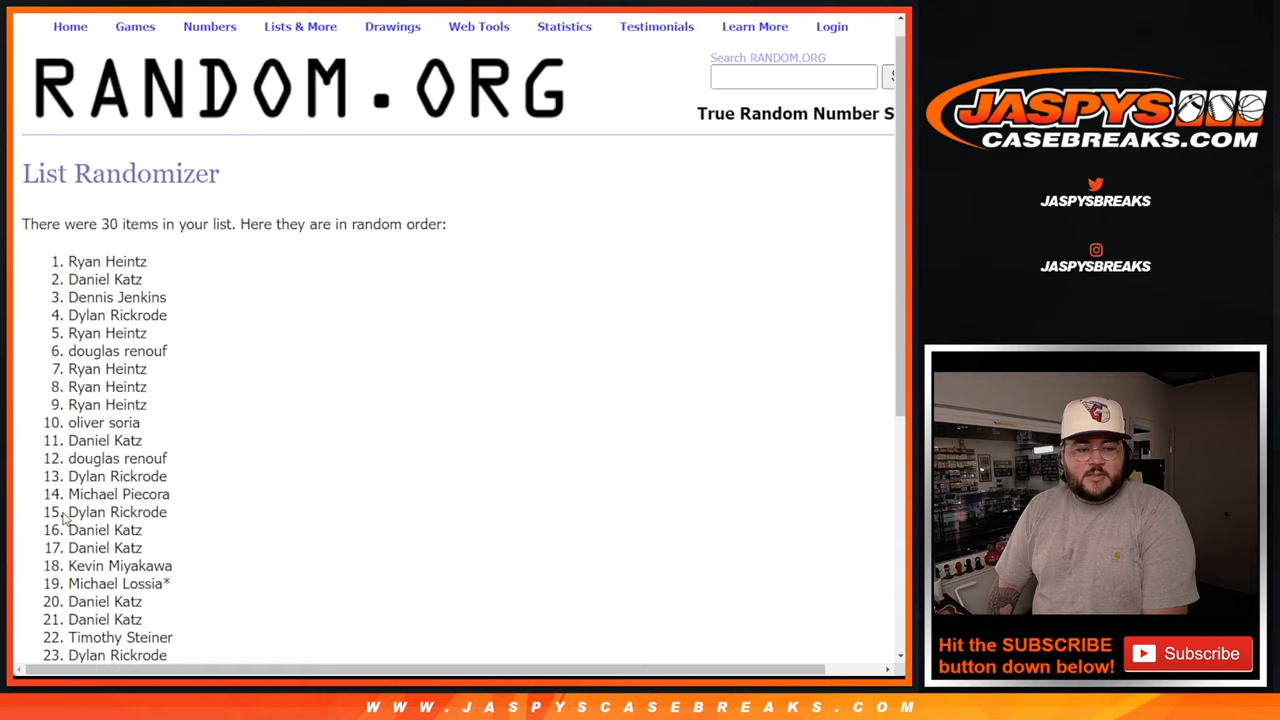 Home Games Numbers Lists & More Drawings Web Tools Statistics Testimonials Learn More Login
Search RANDOM.ORG
RANDOM.ORG
True Random Number S
List Randomizer
There were 30 items in your list. Here they are in random order:
1. Ryan Heintz
2. Daniel Katz
3. Dennis Jenkins
4. Dylan Rickrode
5. Ryan Heintz
6. douglas renouf
7. Ryan Heintz
8. Ryan Heintz
9. Ryan Heintz
10. oliver soria
11. Daniel Katz
12. douglas renouf
13. Dylan Rickrode
14. Michael Piecora
15. Dylan Rickrode
16. Daniel Katz
17. Daniel Katz
18. Kevin Miyakawa
19. Michael Lossia*
20. Daniel Katz
21. Daniel Katz
22. Timothy Steiner
23. Dylan Rickrode
JASPYS
CASEBREAKS.COM
JASPYSBREAKS
JASPYSBREAKS
Hit the SUBSCRIBE
button down below!
Subscribe
WWW.JASPYSCASEBREAKS.COM